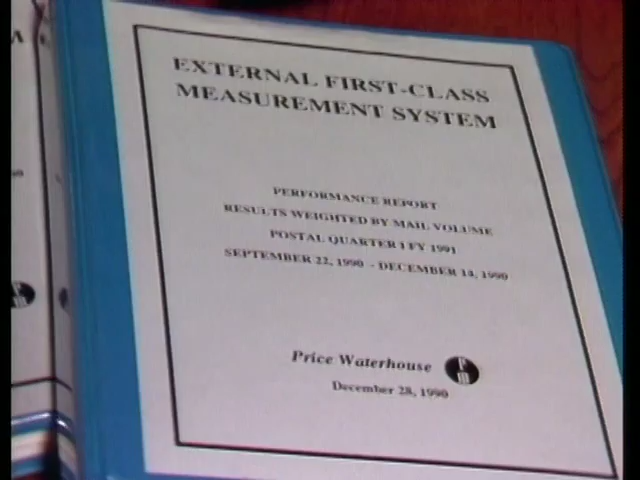 EXTERNAL FIRST-CLASS
MEASUREMENT SYSTEM
PERFORMANCE REPORT
RESULTS WEIGHTED BY MAIL VOLUME
POSTAL QUARTER 1 FY 1991
SEPTEMBER 22, 1990 - DECEMBER 14, 1990
Price Waterhouse
December 28, 1990